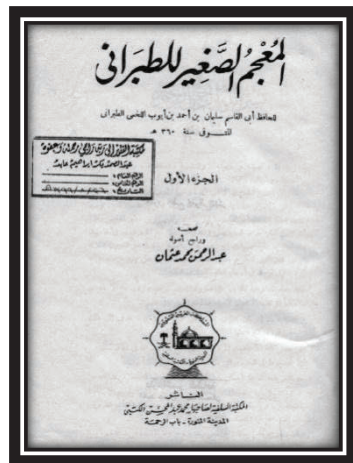 المعجم الصغير للطبراني
للحافظ أبي القاسم سليمان بن أحمد بن أيوب اللخمي الطبراني
المتوفى سنة ٣٦٠ هـ
الجزء الأول
صححه
وراجع أصوله
عبد الرحمن محمد عثمان
الناشر
المكتبة السلفية لصاحبها محمد عبد المحسن الكتبي
المدينة المنورة - باب الرحمة